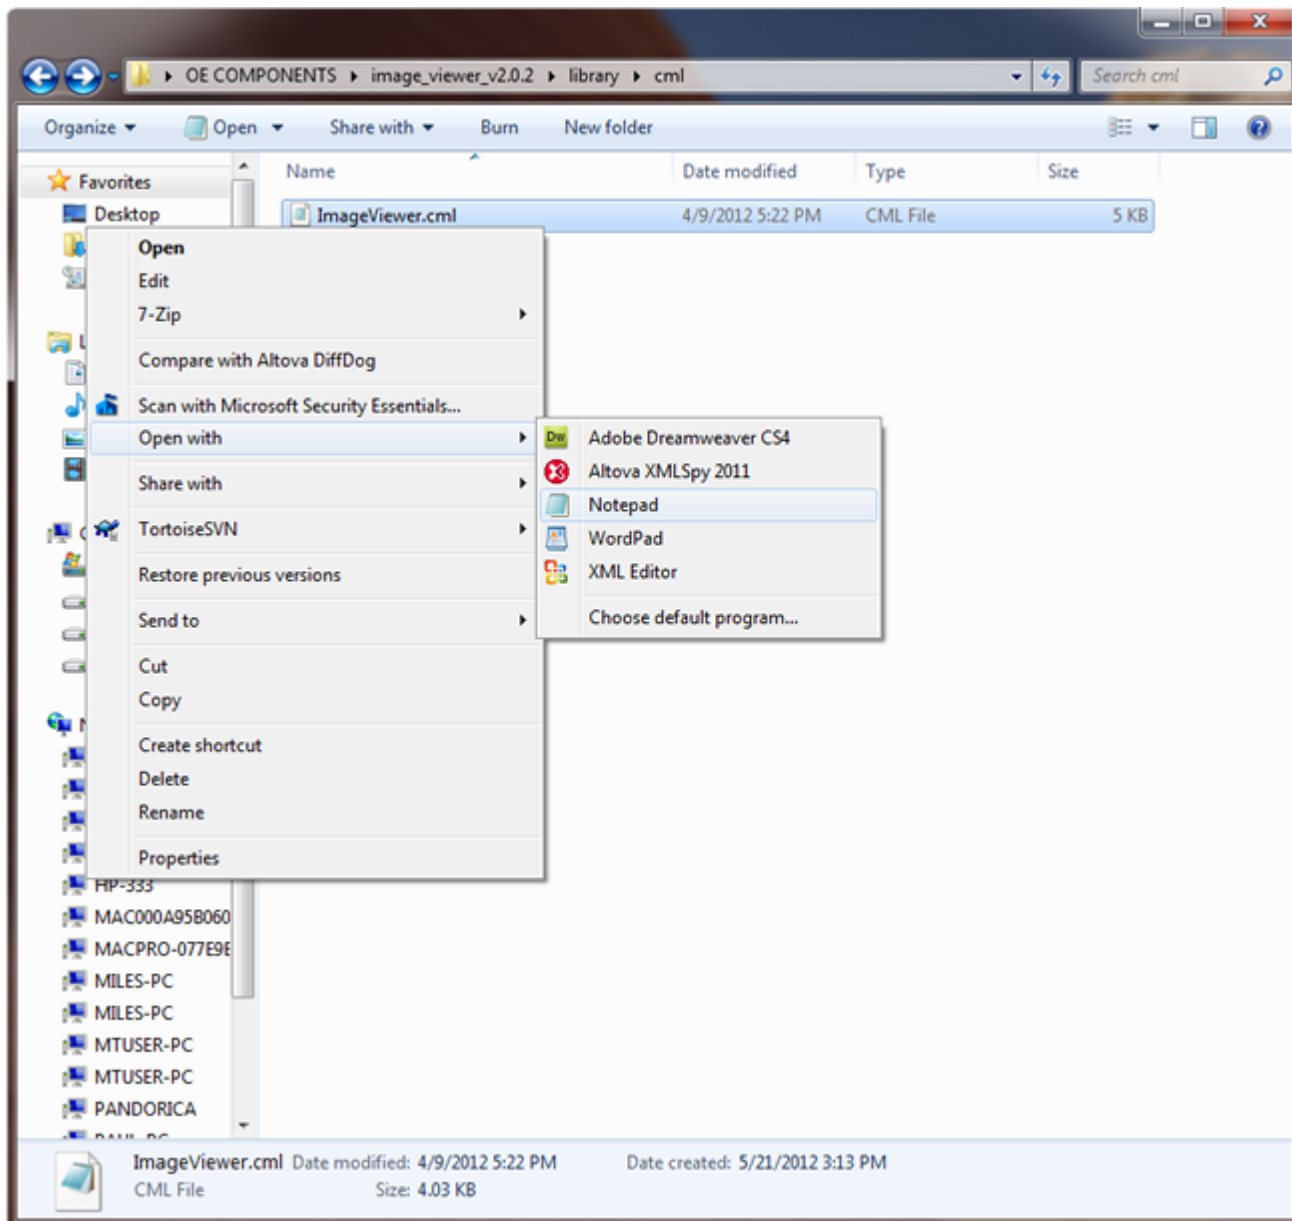 OE COMPONENTS image_viewer_v2.0.2 library cml Search cml
Organize Open Share with Burn New folder
Name Date modified Type Size
Favorites
Desktop
ImageViewer.cml 4/9/2012 5:22 PM CML File 5 KB
Open
Edit
7-Zip
Compare with Altova DiffDog
Scan with Microsoft Security Essentials...
Open with
Share with
TortoiseSVN
Restore previous versions
Send to
Cut
Copy
Create shortcut
Delete
Rename
Properties
Adobe Dreamweaver CS4
Altova XMLSpy 2011
Notepad
WordPad
XML Editor
Choose default program...
HP-333
MAC000A95B060
MACPRO-077E9E
MILES-PC
MILES-PC
MTUSER-PC
MTUSER-PC
PANDORICA
ImageViewer.cml Date modified: 4/9/2012 5:22 PM Date created: 5/21/2012 3:13 PM
CML File Size: 4.03 KB